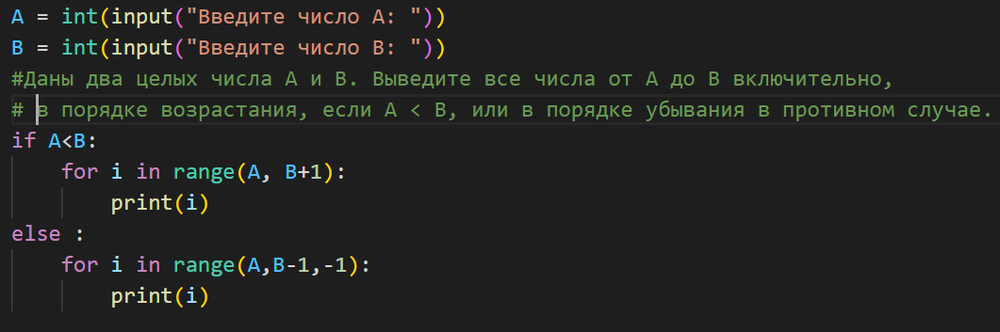 A = int(input("Введите число A: "))
B = int(input("Введите число B: "))
#Даны два целых числа A и B. Выведите все числа от A до B включительно,
# в порядке возрастания, если A < B, или в порядке убывания в противном случае.
if A<B:
    for i in range(A, B+1):
        print(i)
else :
    for i in range(A,B-1,-1):
        print(i)